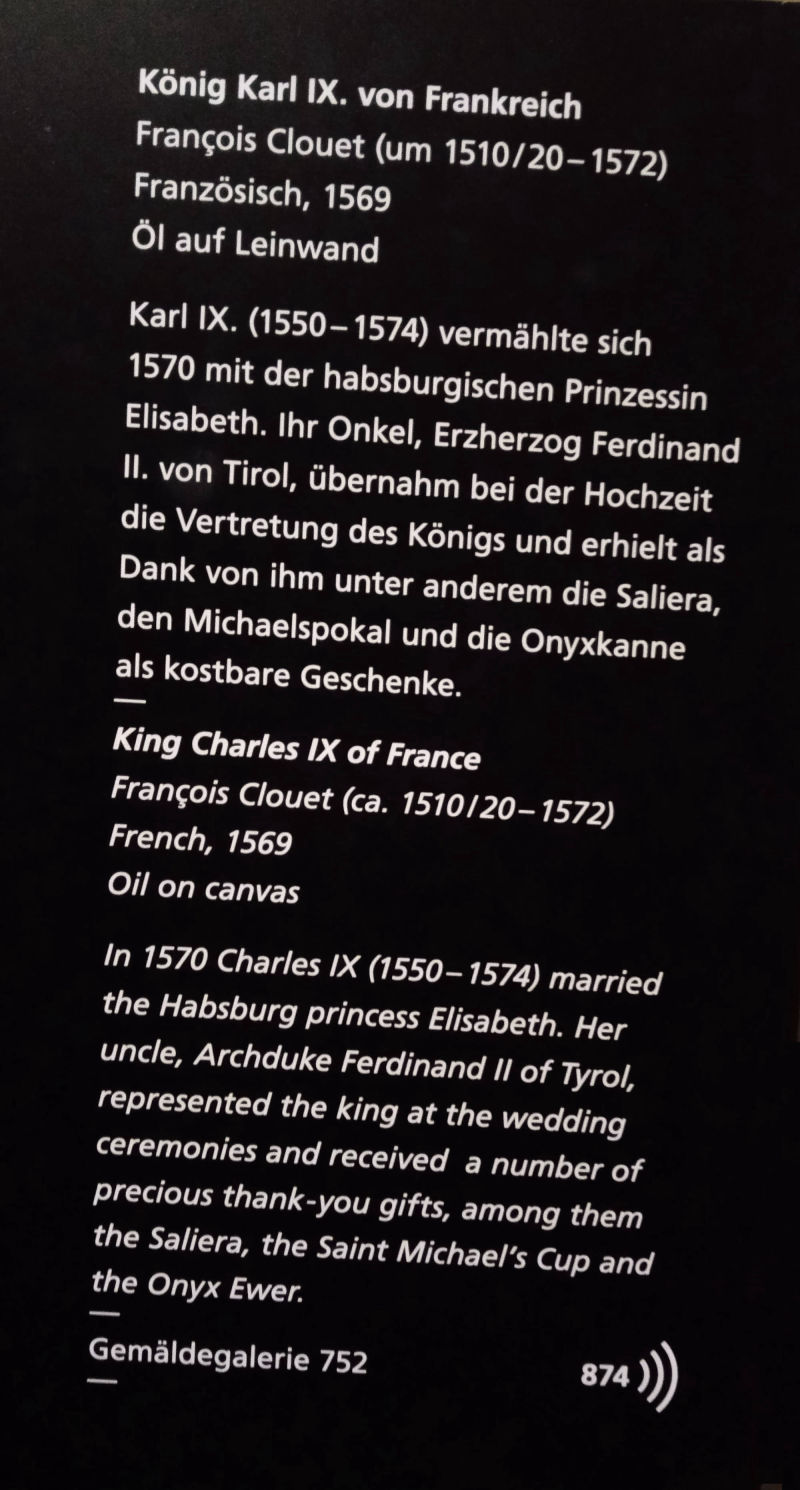 König Karl IX. von Frankreich
François Clouet (um 1510/20–1572)
Französisch, 1569
Öl auf Leinwand
Karl IX. (1550–1574) vermählte sich
1570 mit der habsburgischen Prinzessin
Elisabeth. Ihr Onkel, Erzherzog Ferdinand
II. von Tirol, übernahm bei der Hochzeit
die Vertretung des Königs und erhielt als
Dank von ihm unter anderem die Saliera,
den Michaelspokal und die Onyxkanne
als kostbare Geschenke.
—
King Charles IX of France
François Clouet (ca. 1510/20–1572)
French, 1569
Oil on canvas
In 1570 Charles IX (1550–1574) married
the Habsburg princess Elisabeth. Her
uncle, Archduke Ferdinand II of Tyrol,
represented the king at the wedding
ceremonies and received a number of
precious thank-you gifts, among them
the Saliera, the Saint Michael's Cup and
the Onyx Ewer.
—
Gemäldegalerie 752
—
874